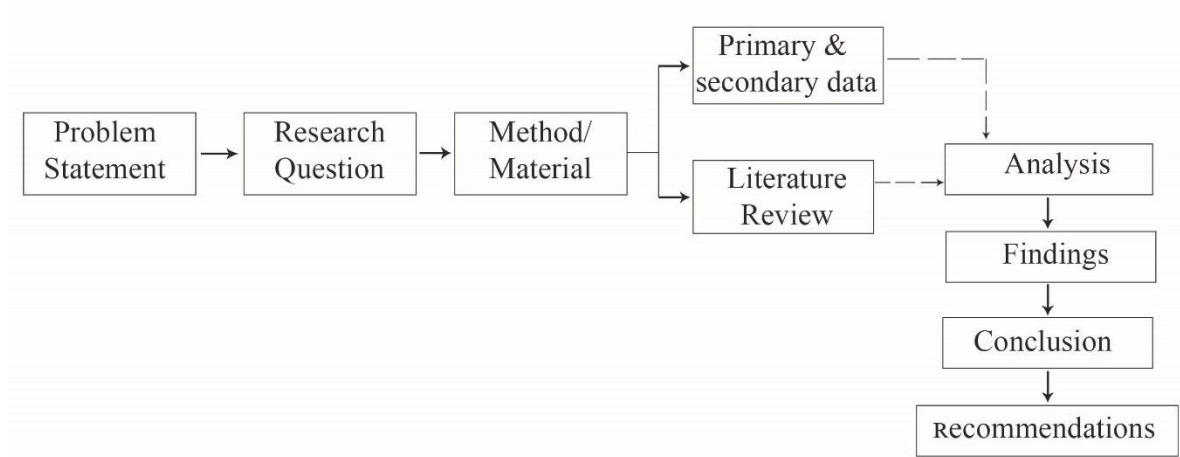 Problem
Statement
Research
Question
Method/
Material
Primary &
secondary data
Literature
Review
Analysis
Findings
Conclusion
Recommendations